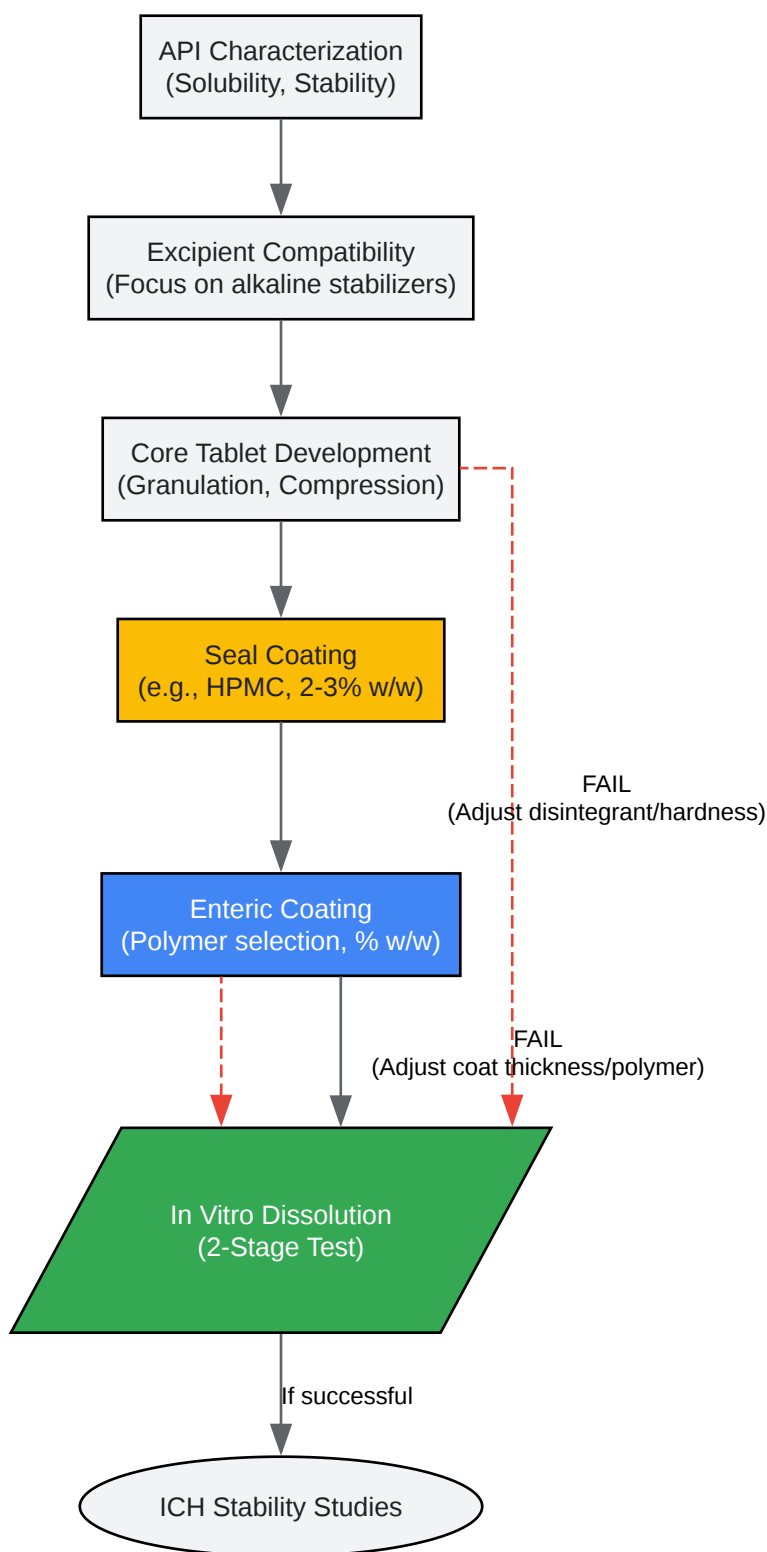 API Characterization
(Solubility, Stability)
Excipient Compatibility
(Focus on alkaline stabilizers)
Core Tablet Development
(Granulation, Compression)
Seal Coating
(e.g., HPMC, 2-3% w/w)
FAIL
(Adjust disintegrant/hardness)
Enteric Coating
(Polymer selection, % w/w)
FAIL
(Adjust coat thickness/polymer)
In Vitro Dissolution
(2-Stage Test)
If successful
ICH Stability Studies